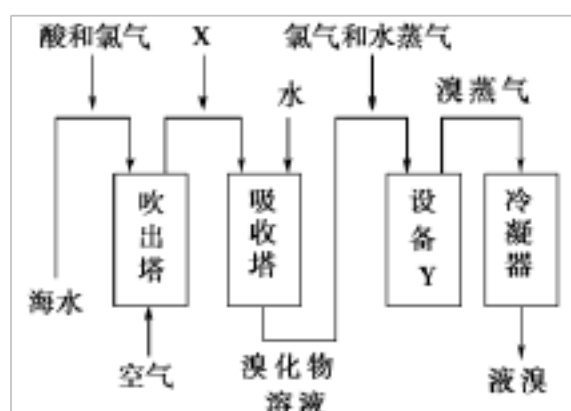 酸和氯气
X
氯气和水蒸气
水
溴蒸气
吹出塔
吸收塔
设备Y
冷凝器
海水
空气
溴化物
溶液
液溴